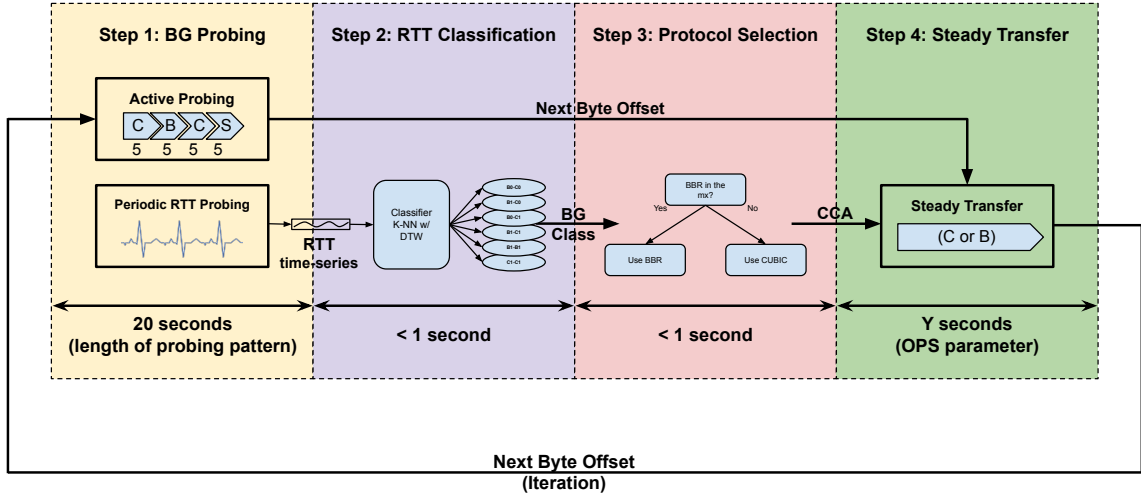 Step 1: BG Probing
Step 2: RTT Classification
Step 3: Protocol Selection
Step 4: Steady Transfer
Active Probing
C B C S
5 5 5 5
Next Byte Offset
Periodic RTT Probing
RTT
time-series
Classifier
K-NN w/
DTW
B0-C0
B1-C0
B0-C1
B1-C1
B1-B1
C1-C1
BG
Class
BBR in the
mx?
Yes
No
Use BBR
Use CUBIC
CCA
Steady Transfer
(C or B)
20 seconds
(length of probing pattern)
< 1 second
< 1 second
Y seconds
(OPS parameter)
Next Byte Offset
(Iteration)